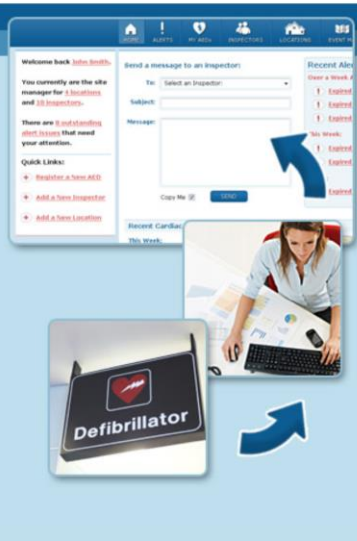 HOME ALERTS MY AEDs INSPECTORS LOCATIONS EVENT
Welcome back John Smith.
You currently are the site
manager for 4 locations
and 10 inspectors.
There are 8 outstanding
alert issues that need
your attention.
Quick Links:
Register a New AED
Add a New Inspector
Add a New Location
Send a message to an inspector:
To: Select an Inspector:
Subject:
Message:
Copy Me
SEND
Recent Cardiac
This Week:
Recent Aler
Over a Week A
! Expired
! Expired
! Expired
This Week:
! Expired
Expired
Expired
Defibrillator